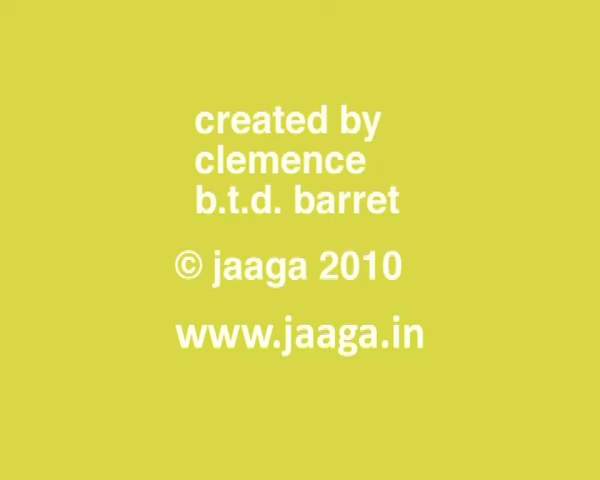 created by
clemence
b.t.d. barret
© jaaga 2010
www.jaaga.in